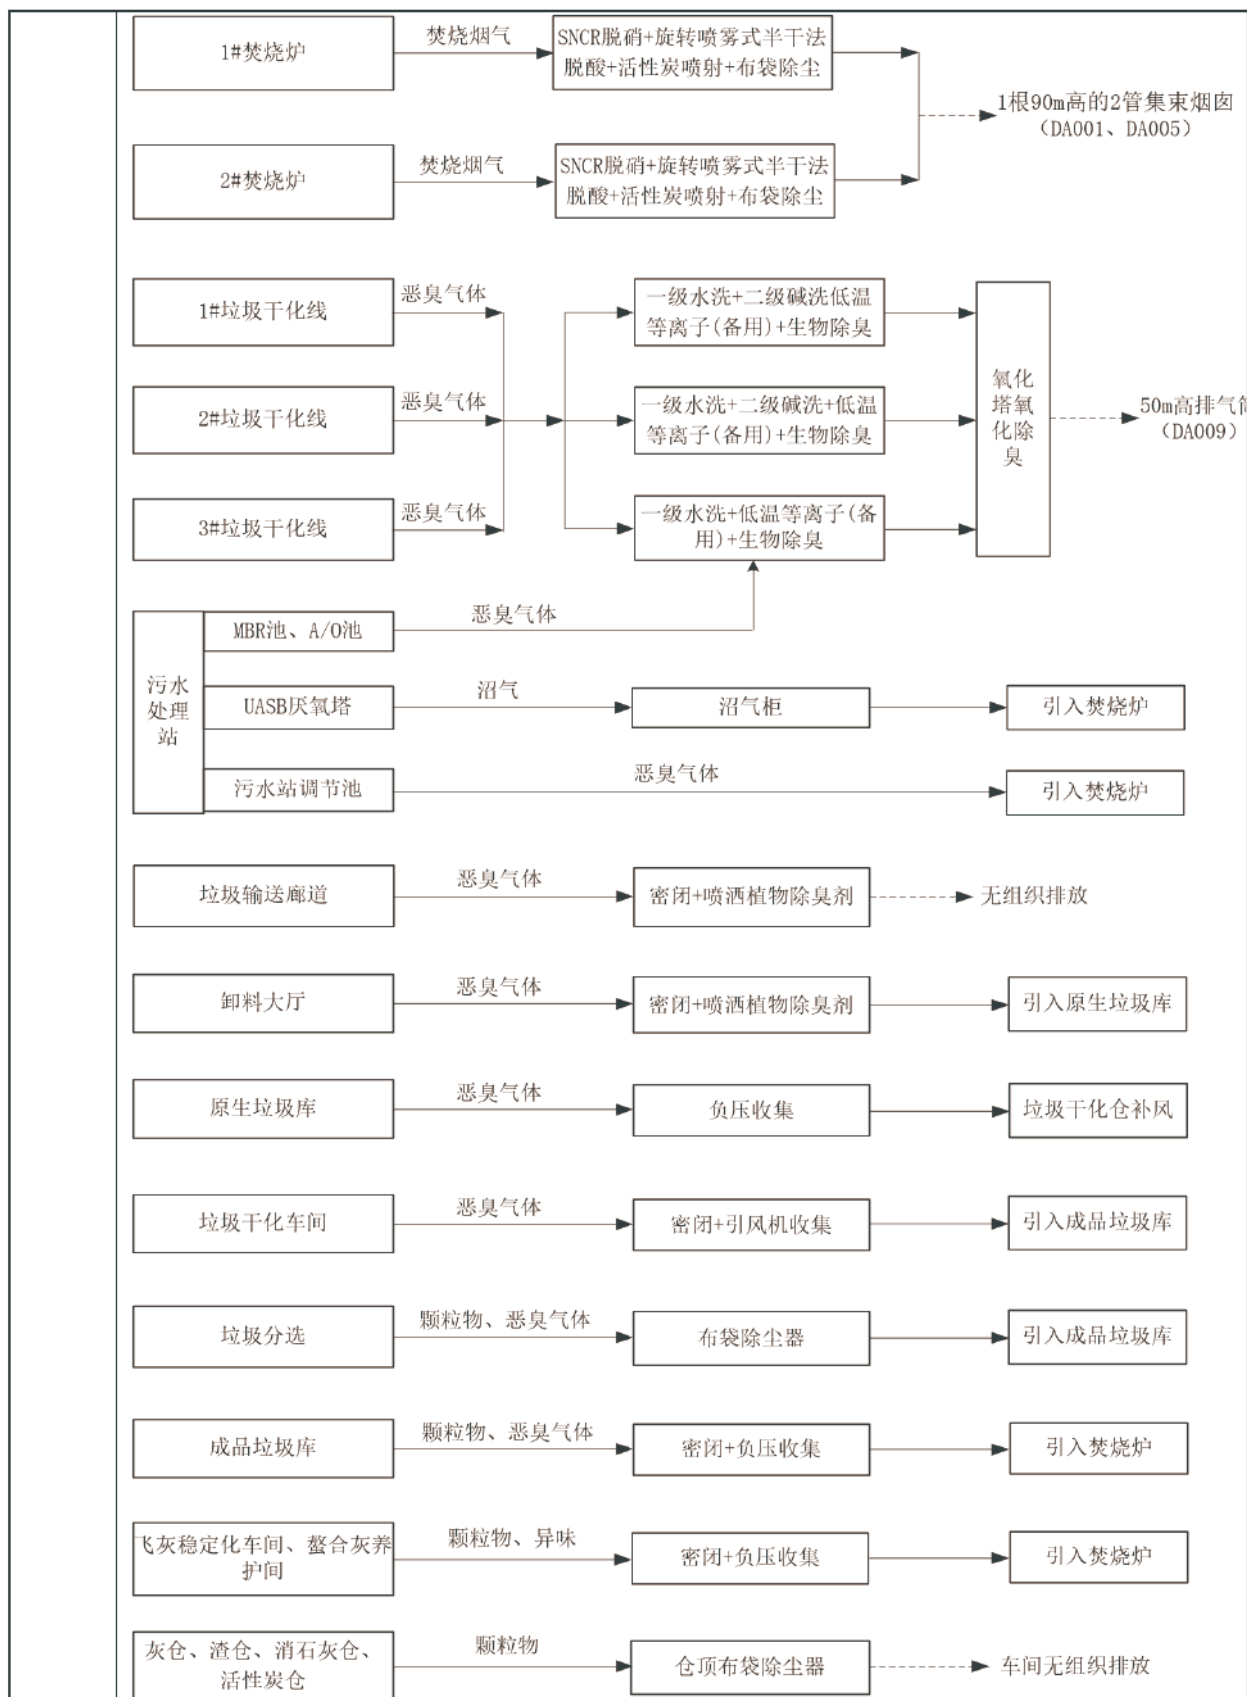 1#焚烧炉
焚烧烟气
SNCR脱硝+旋转喷雾式半干法
脱酸+活性炭喷射+布袋除尘
1根90m高的2管集束烟囱
（DA001、DA005）
2#焚烧炉
焚烧烟气
SNCR脱硝+旋转喷雾式半干法
脱酸+活性炭喷射+布袋除尘
1#垃圾干化线
恶臭气体
一级水洗+二级碱洗低温
等离子(备用)+生物除臭
2#垃圾干化线
恶臭气体
一级水洗+二级碱洗+低温
等离子(备用)+生物除臭
3#垃圾干化线
恶臭气体
一级水洗+低温等离子(备
用)+生物除臭
氧化
塔氧
化除
臭
50m高排气筒
（DA009）
污水
处理
站
MBR池、A/O池
恶臭气体
UASB厌氧塔
沼气
沼气柜
引入焚烧炉
污水站调节池
恶臭气体
引入焚烧炉
垃圾输送廊道
恶臭气体
密闭+喷洒植物除臭剂
无组织排放
卸料大厅
恶臭气体
密闭+喷洒植物除臭剂
引入原生垃圾库
原生垃圾库
恶臭气体
负压收集
垃圾干化仓补风
垃圾干化车间
恶臭气体
密闭+引风机收集
引入成品垃圾库
垃圾分选
颗粒物、恶臭气体
布袋除尘器
引入成品垃圾库
成品垃圾库
颗粒物、恶臭气体
密闭+负压收集
引入焚烧炉
飞灰稳定化车间、螯合灰养
护间
颗粒物、异味
密闭+负压收集
引入焚烧炉
灰仓、渣仓、消石灰仓、
活性炭仓
颗粒物
仓顶布袋除尘器
车间无组织排放